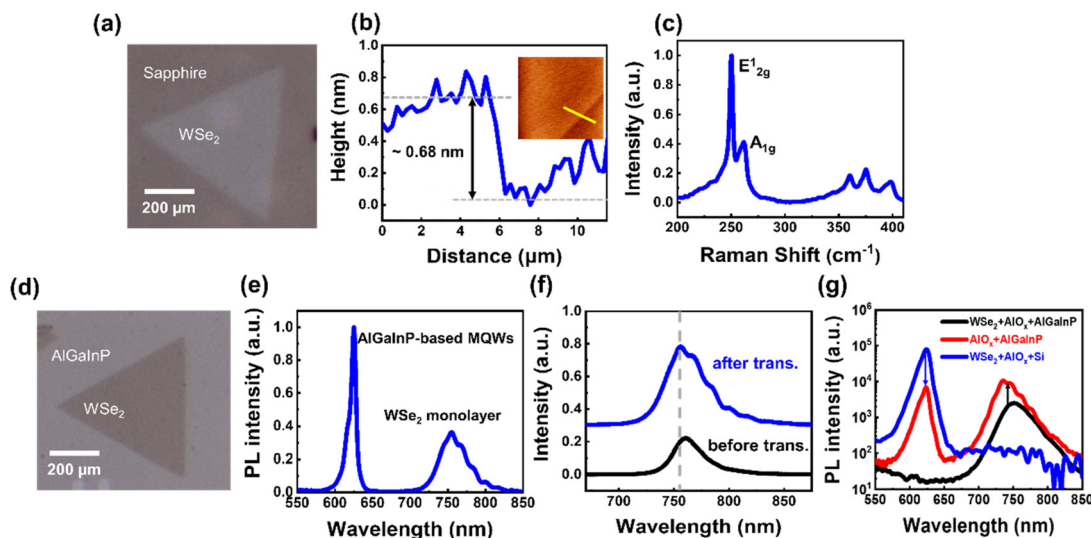 (a)
Sapphire
WSe₂
200 µm
(b)
Height (nm)
1.0
0.8
0.6
0.4
0.2
0.0
~ 0.68 nm
0 2 4 6 8 10
Distance (µm)
(c)
Intensity (a.u.)
1.0
0.8
0.6
0.4
0.2
0.0
E¹₂g
A₁g
200 300 400
Raman Shift (cm⁻¹)
(d)
AlGaInP
WSe₂
200 µm
(e)
PL intensity (a.u.)
1.0
0.8
0.6
0.4
0.2
0.0
AlGaInP-based MQWs
WSe₂ monolayer
550 600 650 700 750 800 850
Wavelength (nm)
(f)
Intensity (a.u.)
1.0
0.8
0.6
0.4
0.2
0.0
after trans.
before trans.
700 750 800 850
Wavelength (nm)
(g)
PL intensity (a.u.)
10⁶
10⁵
10⁴
10³
10²
10¹
WSe₂+AlOₓ+AlGaInP
AlOₓ+AlGaInP
WSe₂+AlOₓ+Si
550 600 650 700 750 800 850
Wavelength (nm)